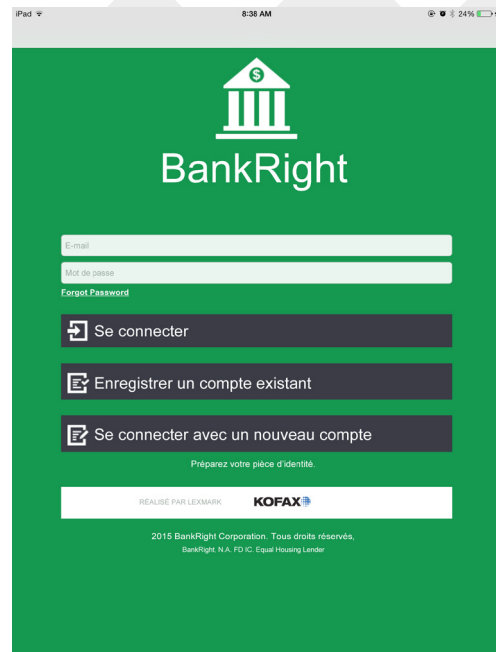 iPad
8:38 AM
24%
$
BankRight
E-mail
Mot de passe
Forgot Password
Se connecter
Enregistrer un compte existant
Se connecter avec un nouveau compte
Préparez votre pièce d'identité.
RÉALISÉ PAR LEXMARK KOFAX
2015 BankRight Corporation. Tous droits réservés,
BankRight, N.A. FD IC. Equal Housing Lender